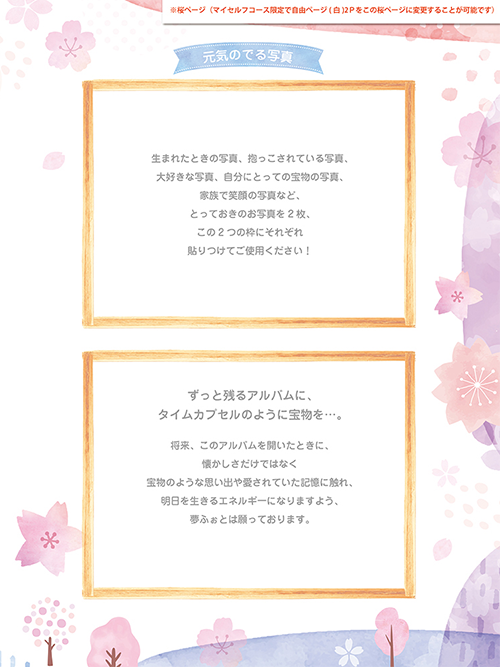 ※桜ページ（マイセルフコース限定で自由ページ(白)2Pをこの桜ページに変更することが可能です）
元気のでる写真
生まれたときの写真、抱っこされている写真、
大好きな写真、自分にとっての宝物の写真、
家族で笑顔の写真など、
とっておきのお写真を2枚、
この2つの枠にそれぞれ
貼りつけてご使用ください！
ずっと残るアルバムに、
タイムカプセルのように宝物を…。
将来、このアルバムを開いたときに、
懐かしさだけではなく
宝物のような思い出や愛されていた記憶に触れ、
明日を生きるエネルギーになりますよう、
夢ふぉとは願っております。